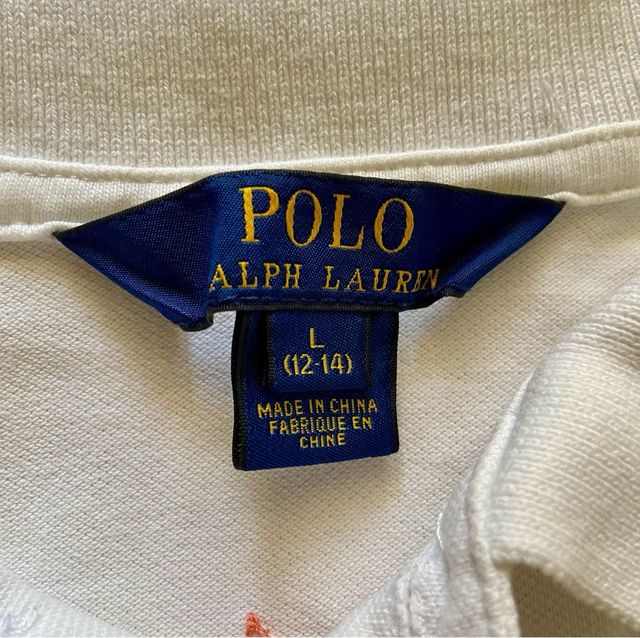 POLO
RALPH LAUREN
L
(12-14)
MADE IN CHINA
FABRIQUE EN
CHINE